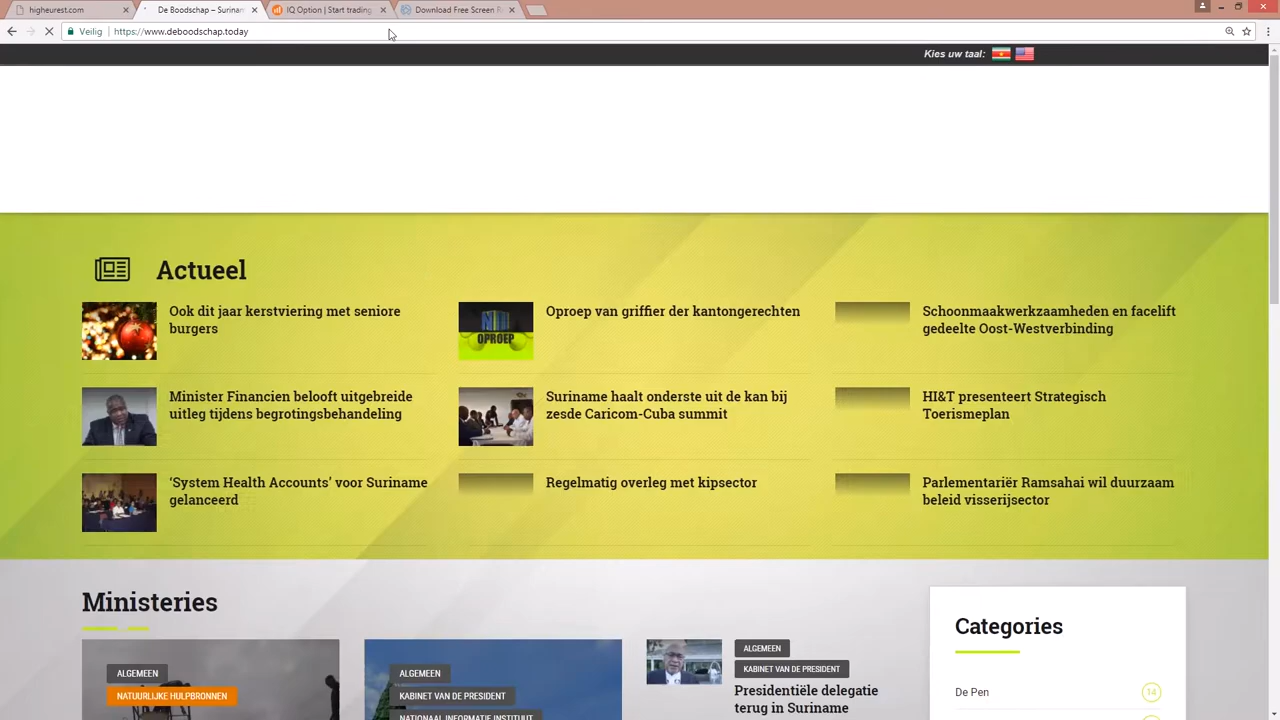 higheurest.com
De Boodschap – Surinam
IQ Option | Start trading
Download Free Screen R
Veilig
https://www.deboodschap.today
Kies uw taal:
Actueel
Ook dit jaar kerstviering met seniore
burgers
Oproep van griffier der kantongerechten
Schoonmaakwerkzaamheden en facelift
gedeelte Oost-Westverbinding
OPROEP
Minister Financien belooft uitgebreide
uitleg tijdens begrotingsbehandeling
Suriname haalt onderste uit de kan bij
zesde Caricom-Cuba summit
HI&T presenteert Strategisch
Toerismeplan
‘System Health Accounts’ voor Suriname
gelanceerd
Regelmatig overleg met kipsector
Parlementariër Ramsahai wil duurzaam
beleid visserijsector
Ministeries
ALGEMEEN
NATUURLIJKE HULPBRONNEN
ALGEMEEN
KABINET VAN DE PRESIDENT
NATIONAAL INFORMATIE INSTITUUT
ALGEMEEN
KABINET VAN DE PRESIDENT
Presidentiële delegatie
terug in Suriname
Categories
De Pen
14